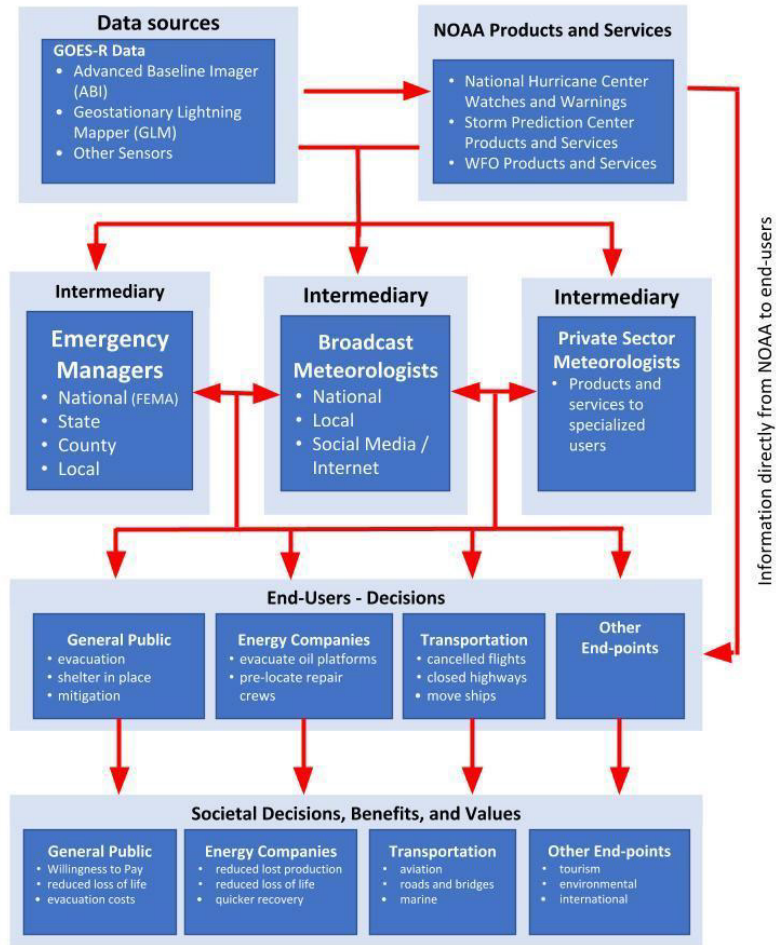 Data sources
GOES-R Data
• Advanced Baseline Imager
(ABI)
• Geostationary Lightning
Mapper (GLM)
• Other Sensors
NOAA Products and Services
• National Hurricane Center
Watches and Warnings
• Storm Prediction Center
Products and Services
• WFO Products and Services
Information directly from NOAA to end-users
Intermediary
Emergency
Managers
• National (FEMA)
• State
• County
• Local
Intermediary
Broadcast
Meteorologists
• National
• Local
• Social Media /
Internet
Intermediary
Private Sector
Meteorologists
• Products and
services to
specialized
users
End-Users - Decisions
General Public
• evacuation
• shelter in place
• mitigation
Energy Companies
• evacuate oil platforms
• pre-locate repair
crews
Transportation
• cancelled flights
• closed highways
• move ships
Other
End-points
Societal Decisions, Benefits, and Values
General Public
• Willingness to Pay
• reduced loss of life
• evacuation costs
Energy Companies
• reduced lost production
• reduced loss of life
• quicker recovery
Transportation
• aviation
• roads and bridges
• marine
Other End-points
• tourism
• environmental
• international